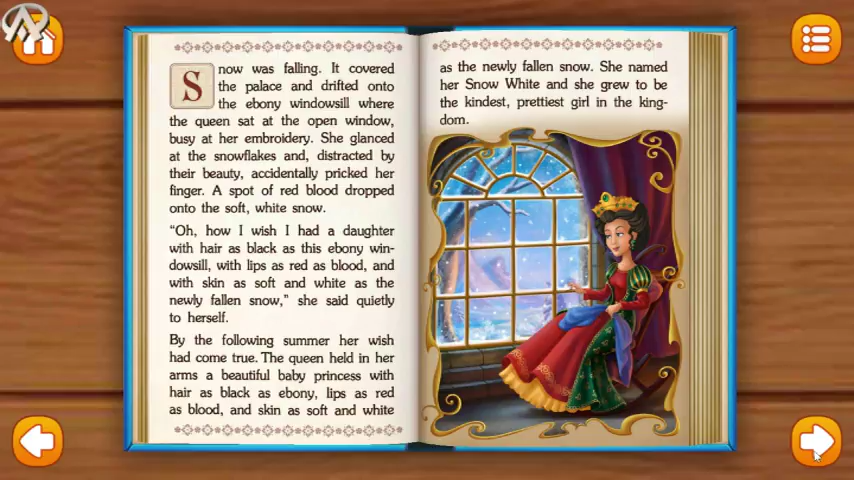 Snow was falling. It covered
the palace and drifted onto
the ebony windowsill where
the queen sat at the open window,
busy at her embroidery. She glanced
at the snowflakes and, distracted by
their beauty, accidentally pricked her
finger. A spot of red blood dropped
onto the soft, white snow.
“Oh, how I wish I had a daughter
with hair as black as this ebony win-
dowsill, with lips as red as blood, and
with skin as soft and white as the
newly fallen snow,” she said quietly
to herself.
By the following summer her wish
had come true. The queen held in her
arms a beautiful baby princess with
hair as black as ebony, lips as red
as blood, and skin as soft and white
as the newly fallen snow. She named
her Snow White and she grew to be
the kindest, prettiest girl in the king-
dom.